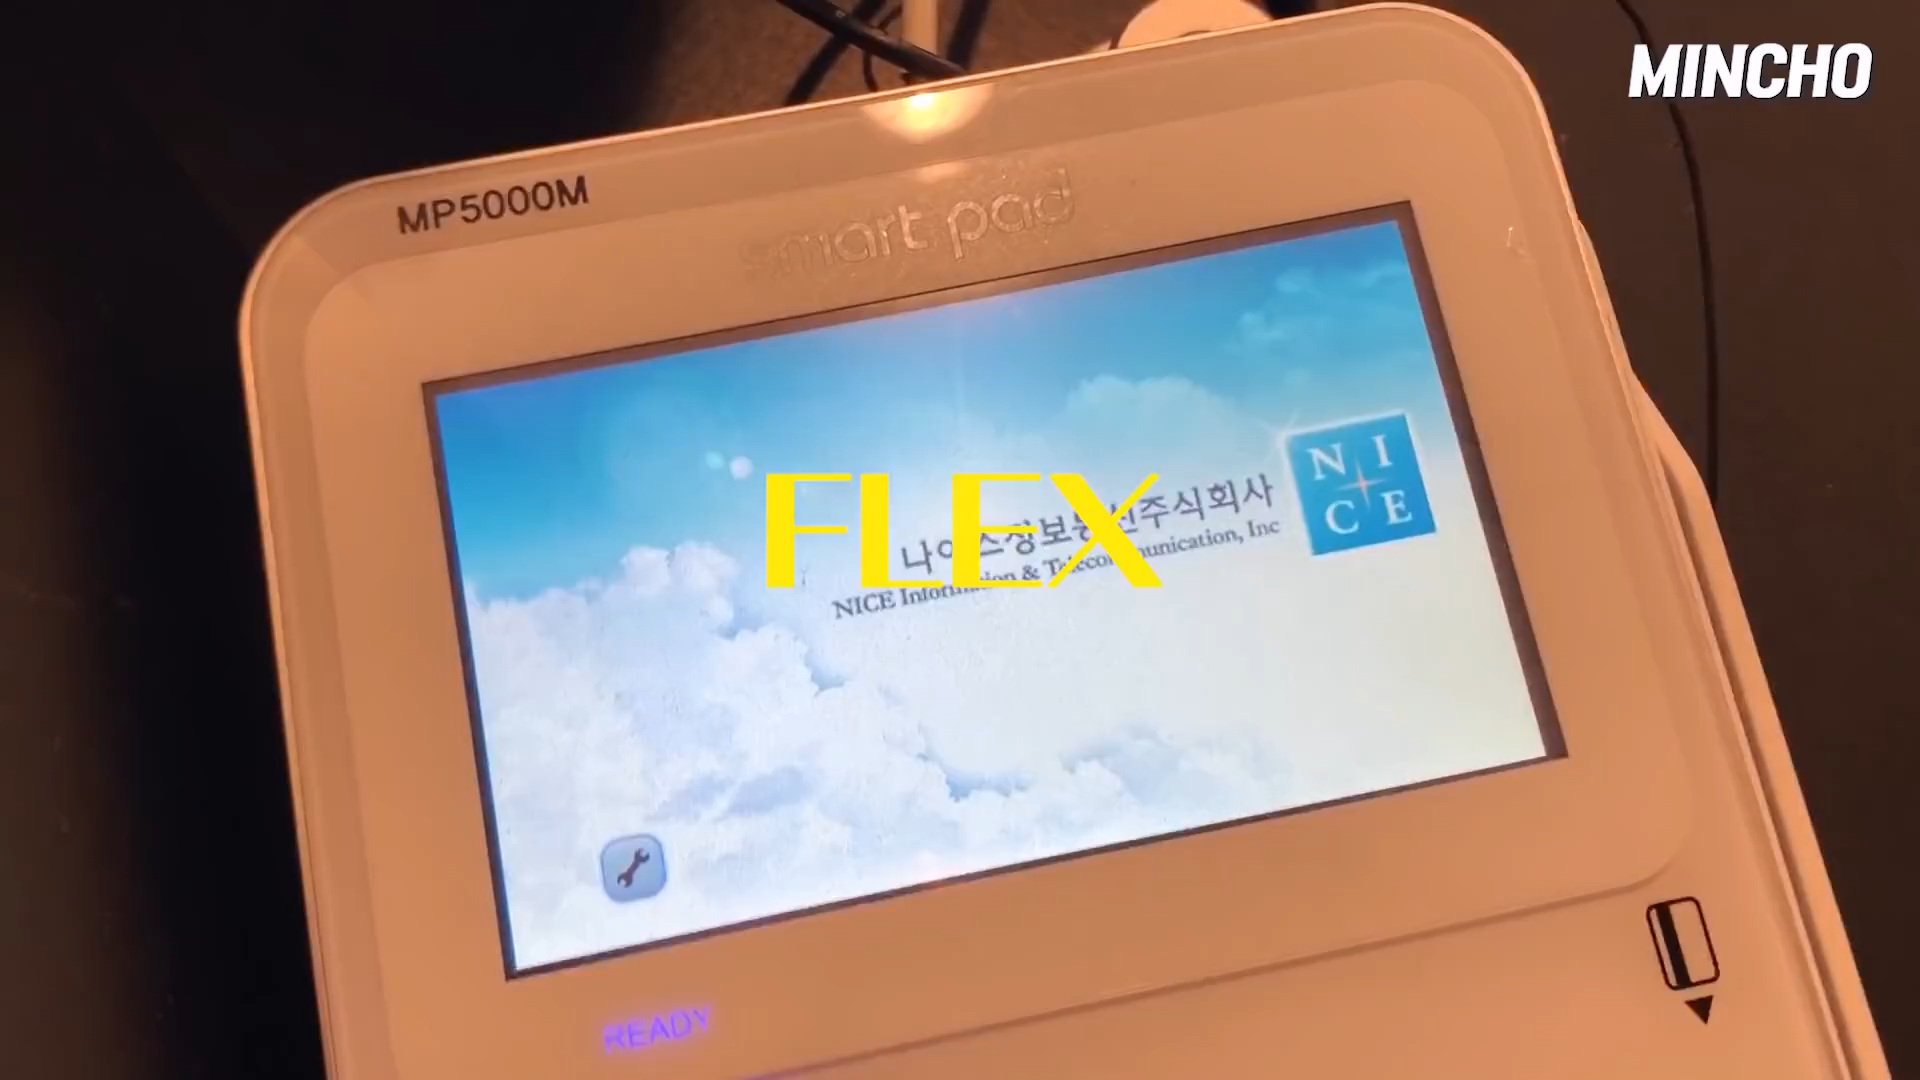 MINCHO
MP5000M
smart pad
나이스정보통신주식회사
NICE Information & Telecommunication, Inc
NICE
FLEX
READY